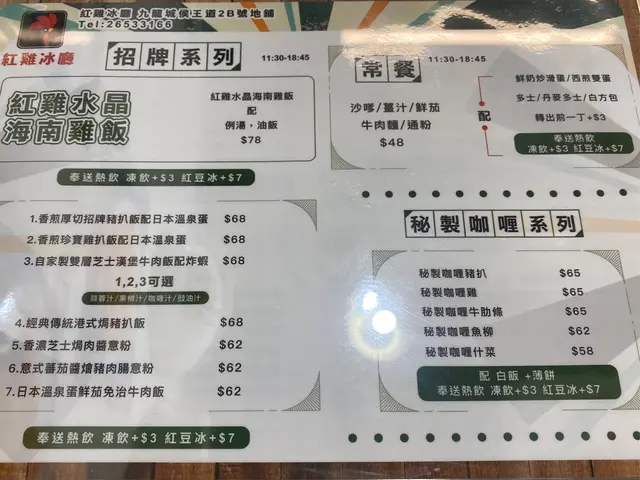 紅雞冰廳 九龍城侯王道2B號地舖
Tel:26533166
紅雞冰廳
招牌系列 11:30-18:45
紅雞水晶
海南雞飯
紅雞水晶海南雞飯
配
例湯，油飯
$78
奉送熱飲 凍飲+$3 紅豆冰+$7
1.香煎厚切招牌豬扒飯配日本溫泉蛋 $68
2.香煎珍寶雞扒飯配日本溫泉蛋 $68
3.自家製雙層芝士漢堡牛肉飯配炸蝦 $68
1,2,3可選
蒜蓉汁/黑椒汁/咖喱汁/豉油汁
4.經典傳統港式焗豬扒飯 $68
5.香濃芝士焗肉醬意粉 $62
6.意式蕃茄醬燴豬肉腸意粉 $62
7.日本溫泉蛋鮮茄免治牛肉飯 $62
奉送熱飲 凍飲+$3 紅豆冰+$7
常餐 11:30-18:45
沙嗲/薑汁/鮮茄
牛肉麵/通粉
$48
配
鮮奶炒滑蛋/西煎雙蛋
多士/丹麥多士/白方包
轉出前一丁+$3
奉送熱飲
凍飲+$3 紅豆冰+$7
秘製咖喱系列
秘製咖喱豬扒 $65
秘製咖喱雞 $65
秘製咖喱牛肋條 $65
秘製咖喱魚柳 $62
秘製咖喱什菜 $58
配 白飯 +薄餅
奉送熱飲 凍飲+$3 紅豆冰+$7